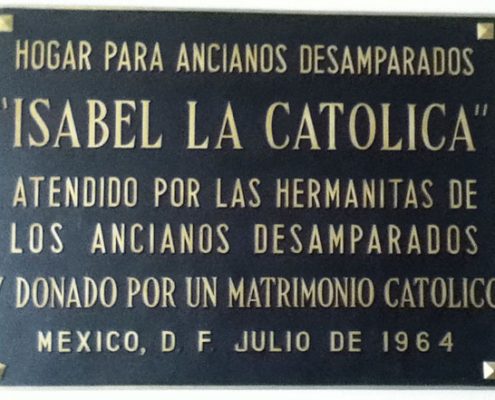 HOGAR PARA ANCIANOS DESAMPARADOS
"ISABEL LA CATOLICA"
ATENDIDO POR LAS HERMANITAS DE
LOS ANCIANOS DESAMPARADOS
Y DONADO POR UN MATRIMONIO CATOLICO
MEXICO, D. F. JULIO DE 1964